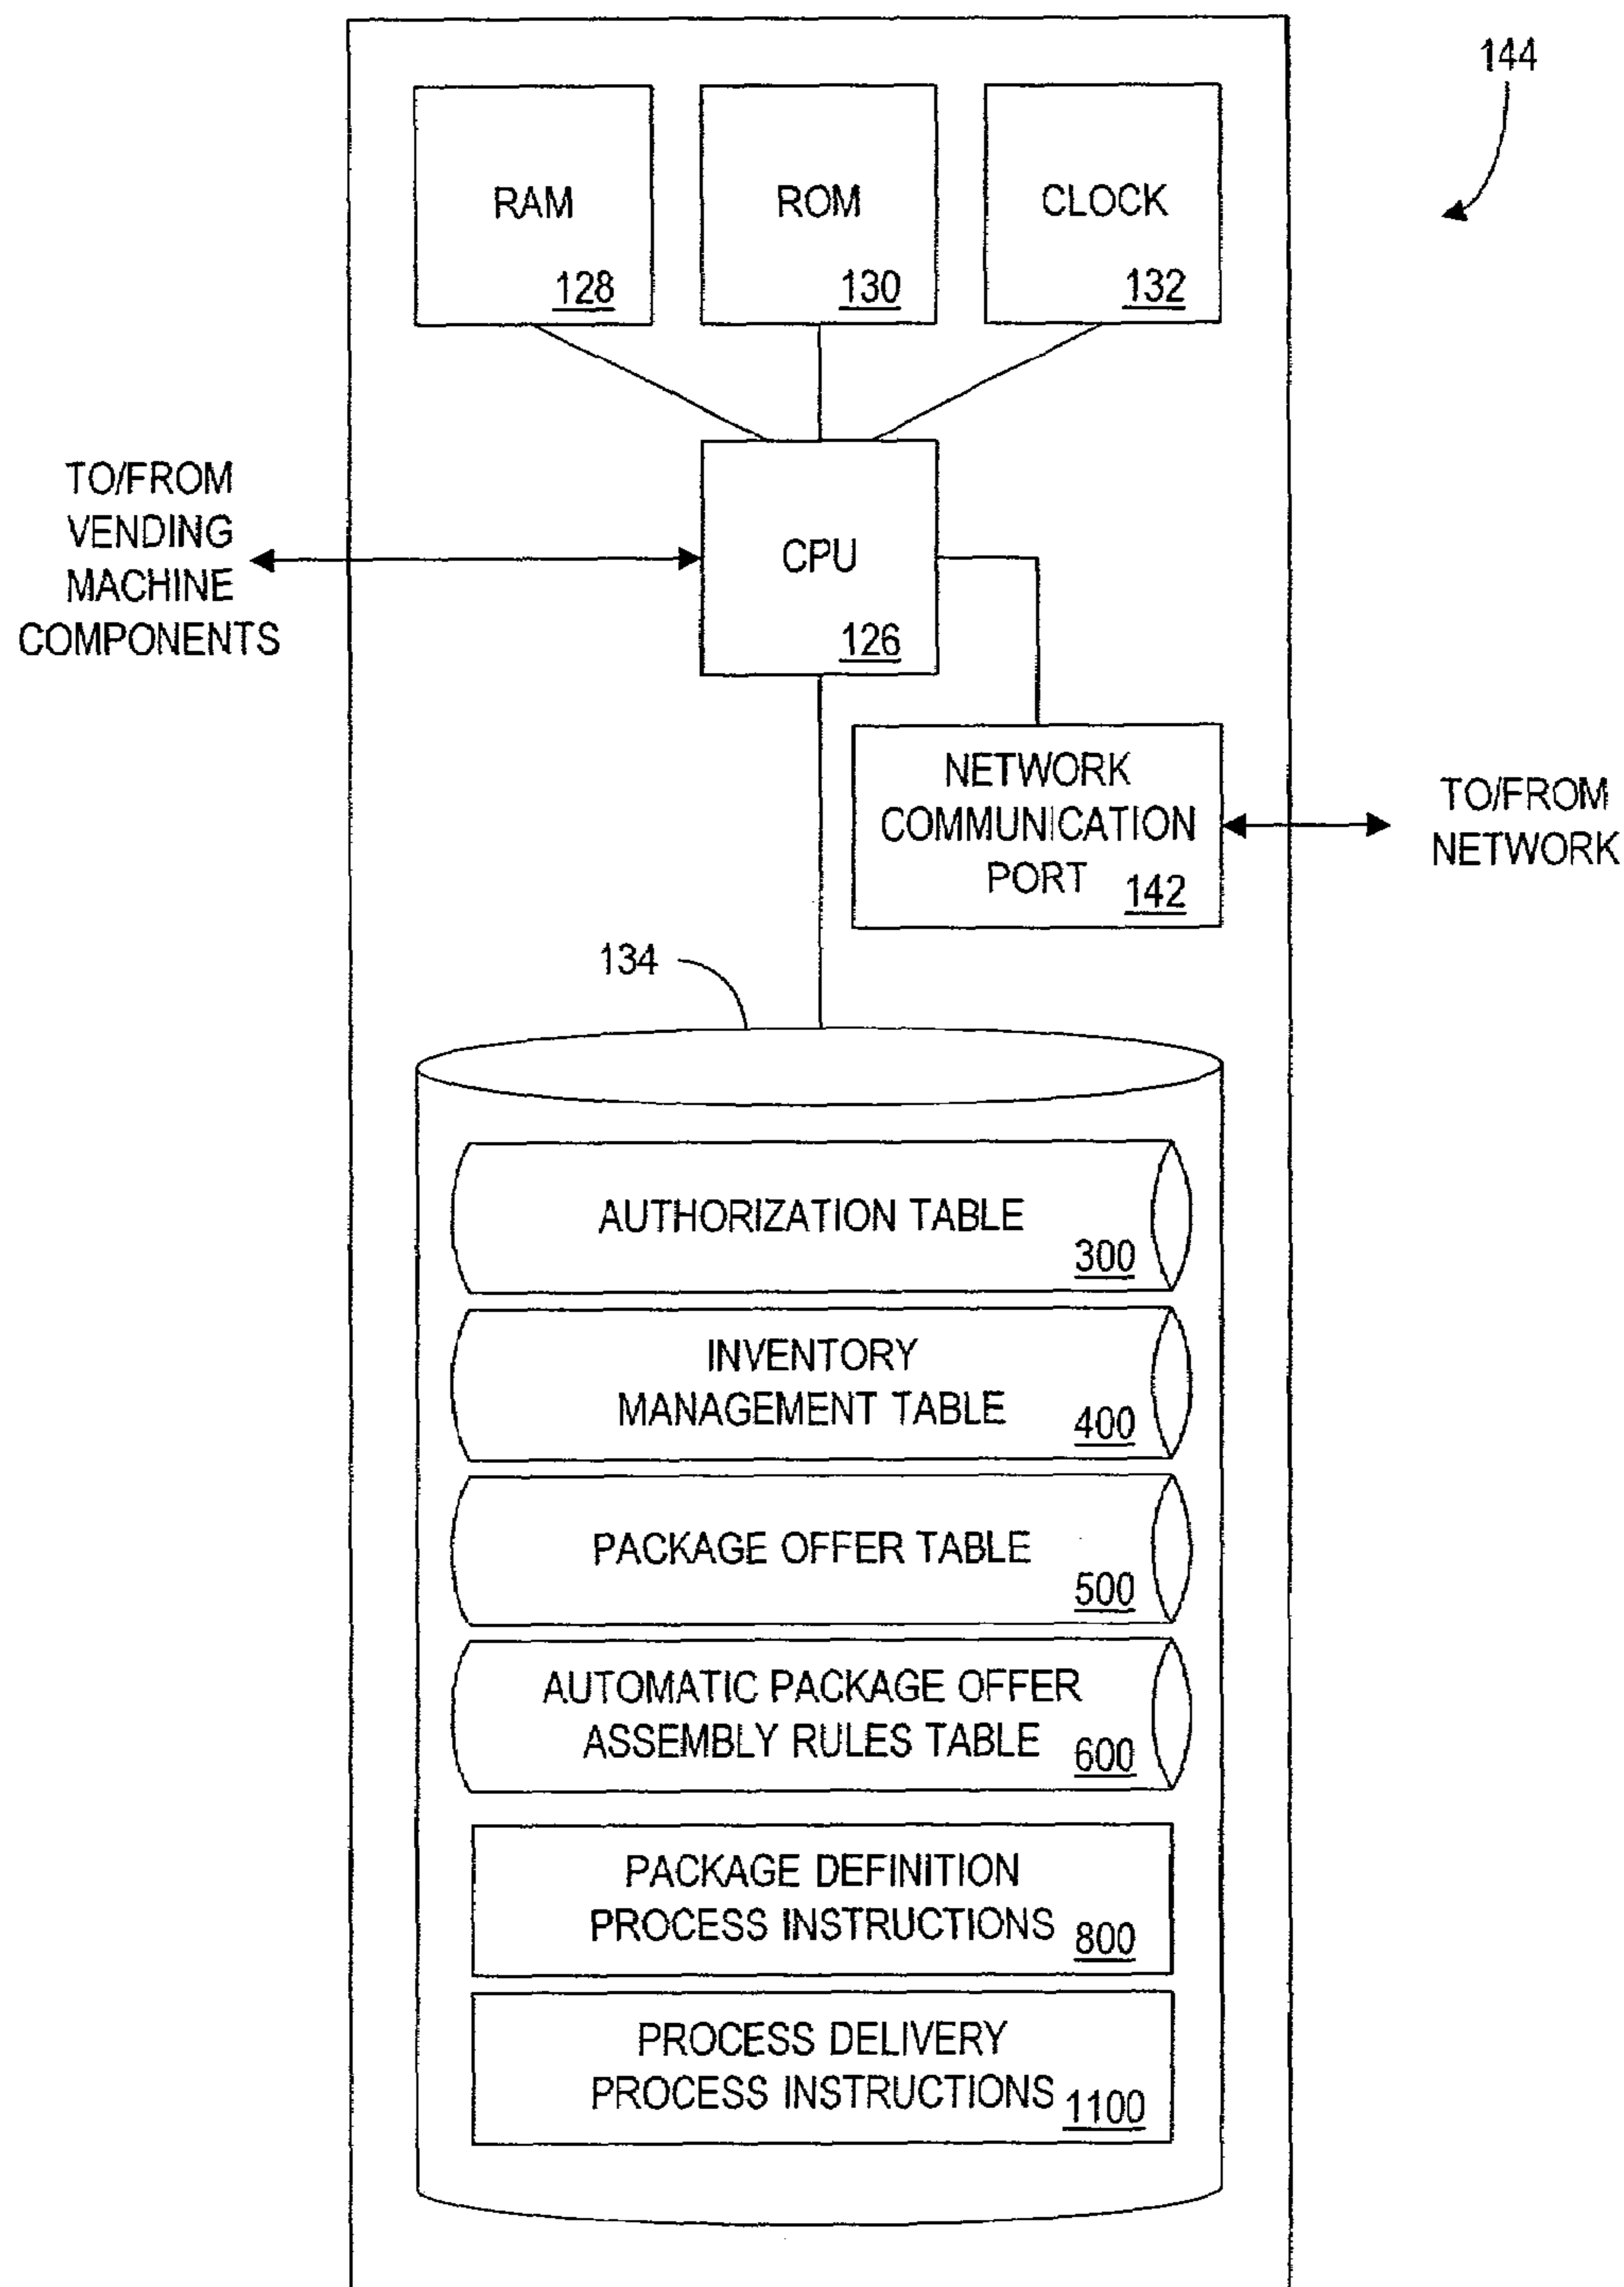 144
RAM
128
ROM
130
CLOCK
132
TO/FROM
VENDING
MACHINE
COMPONENTS
CPU
126
NETWORK
COMMUNICATION
PORT 142
TO/FROM
NETWORK
134
AUTHORIZATION TABLE
300
INVENTORY
MANAGEMENT TABLE
400
PACKAGE OFFER TABLE
500
AUTOMATIC PACKAGE OFFER
ASSEMBLY RULES TABLE 600
PACKAGE DEFINITION
PROCESS INSTRUCTIONS 800
PROCESS DELIVERY
PROCESS INSTRUCTIONS 1100